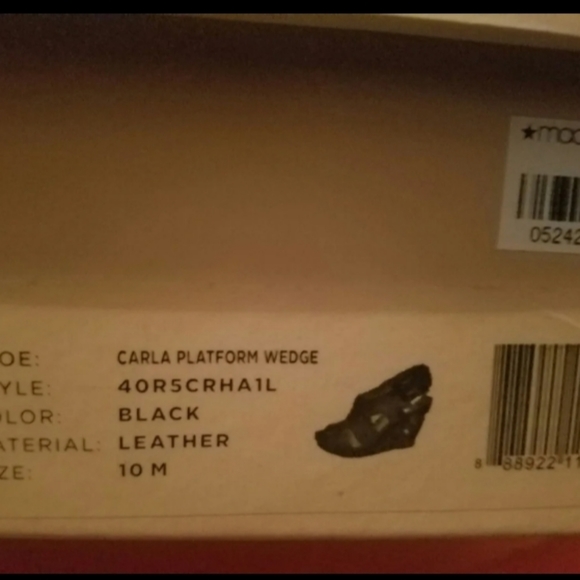 ★mac
05242
OE: CARLA PLATFORM WEDGE
YLE: 40R5CRHA1L
OLOR: BLACK
ATERIAL: LEATHER
ZE: 10 M
8 88922 11